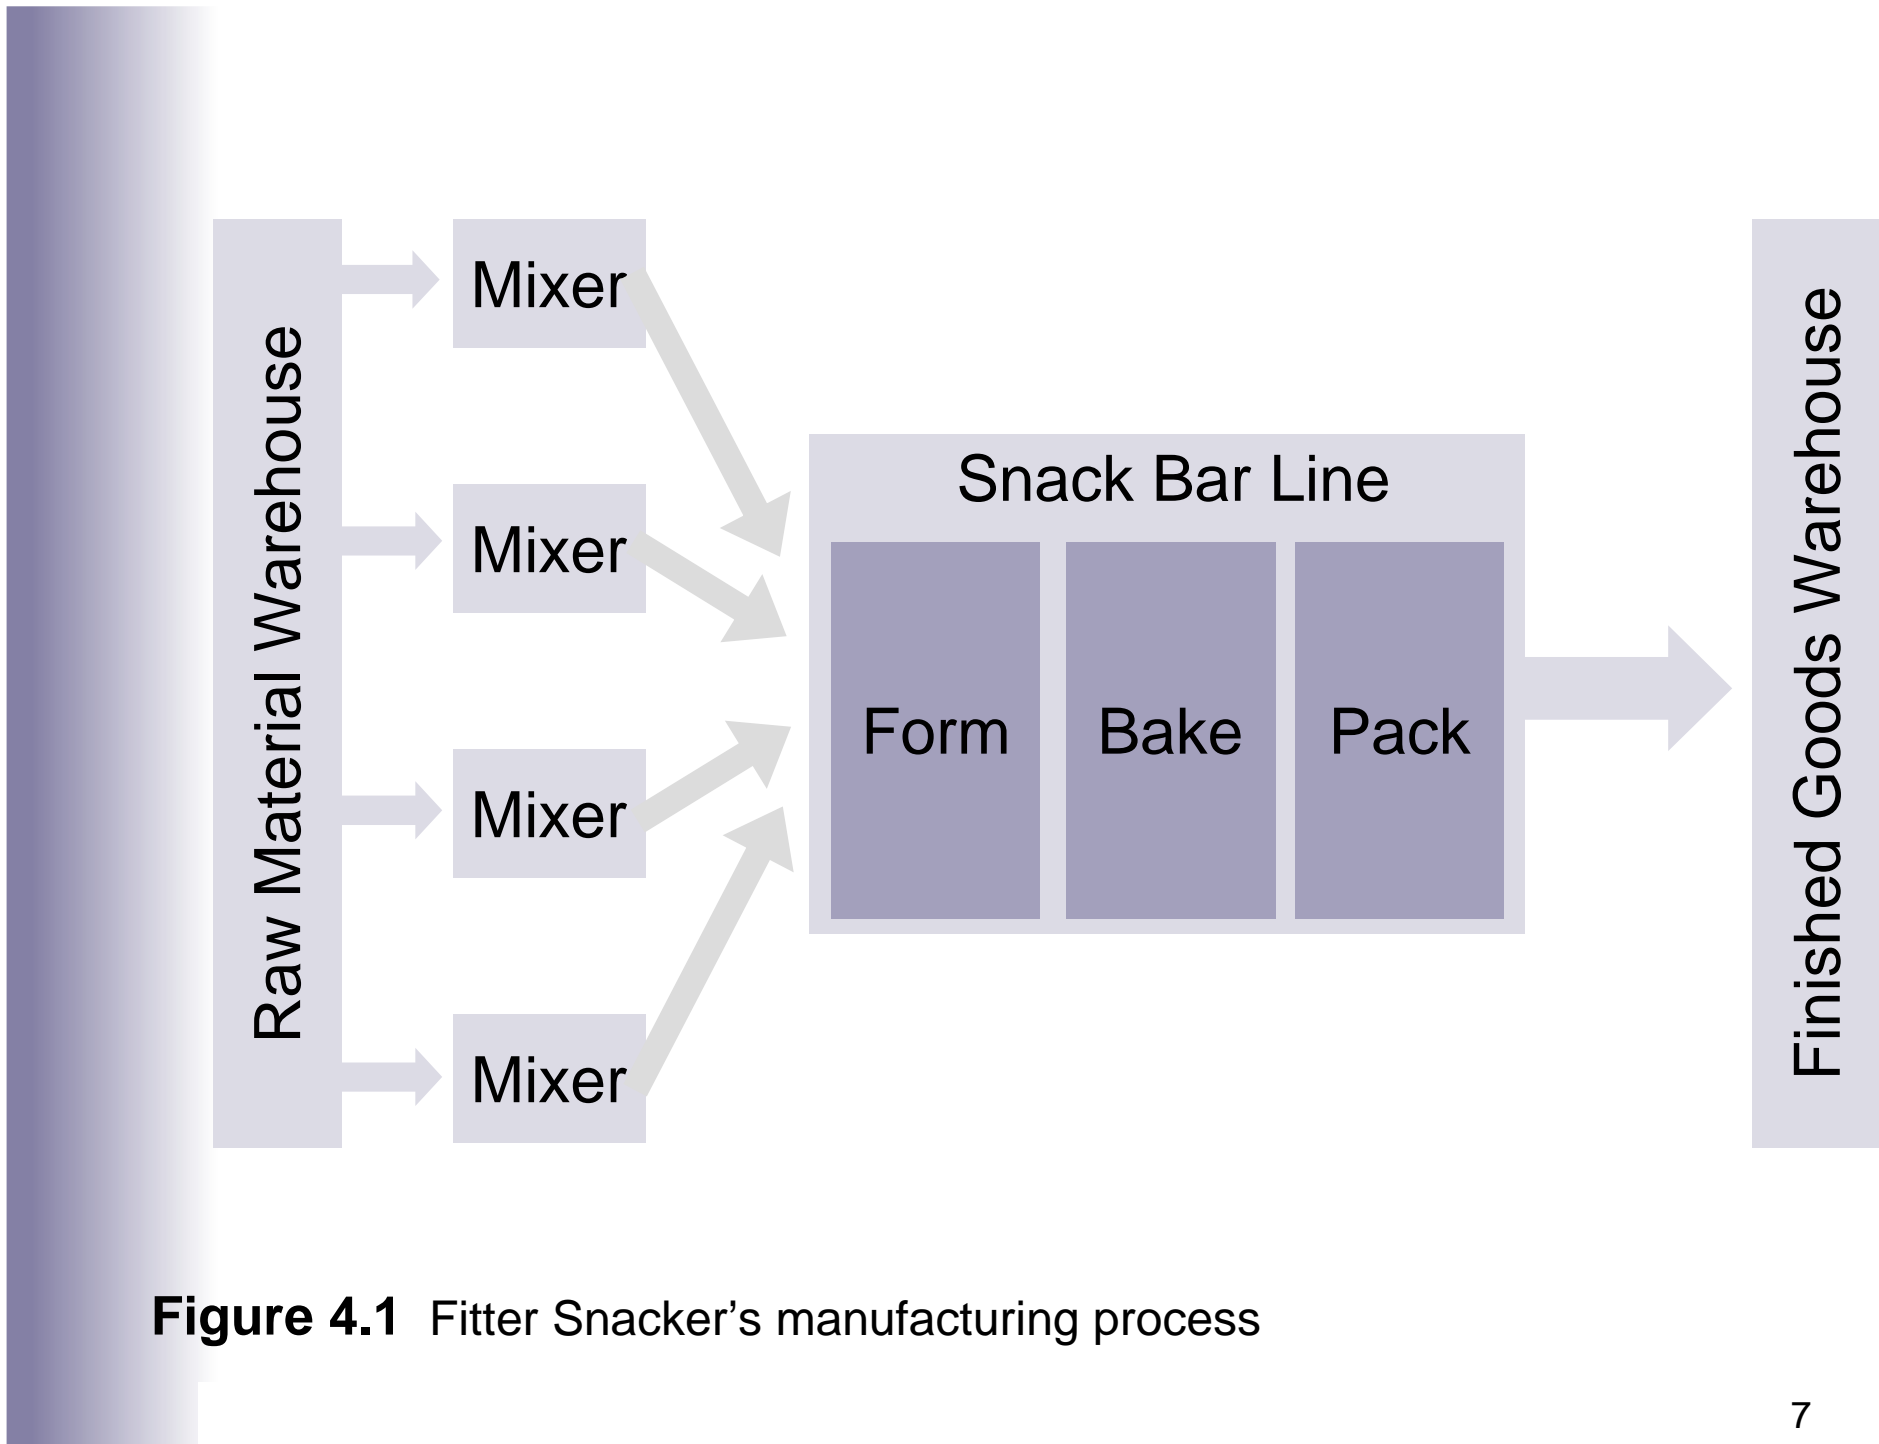 Raw Material Warehouse
Mixer
Mixer
Mixer
Mixer
Snack Bar Line
Form
Bake
Pack
Finished Goods Warehouse
Figure 4.1 Fitter Snacker’s manufacturing process
7